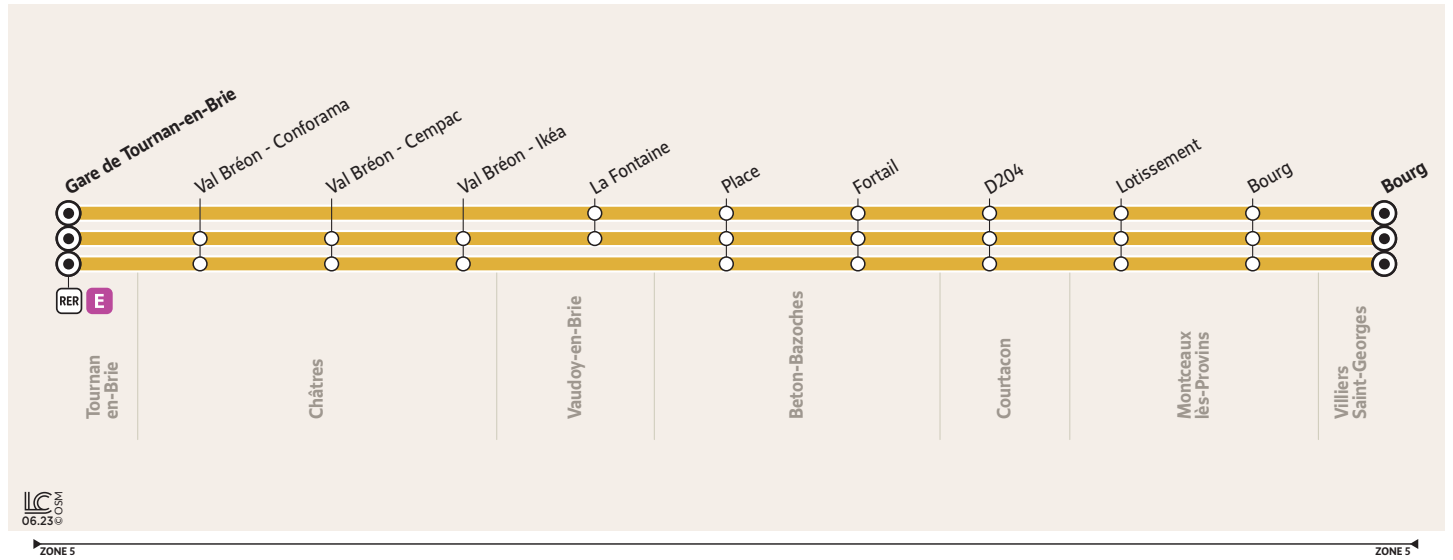 Gare de Tournan-en-Brie
Val Bréon - Conforama
Val Bréon - Cempac
Val Bréon - Ikéa
La Fontaine
Place
Fortail
D204
Lotissement
Bourg
Bourg
RER E
Tournan
en-Brie
Châtres
Vaudoy-en-Brie
Beton-Bazoches
Courtacon
Montceaux
lès-Provins
Villiers
Saint-Georges
LC
06.23 © OSM
ZONE 5
ZONE 5